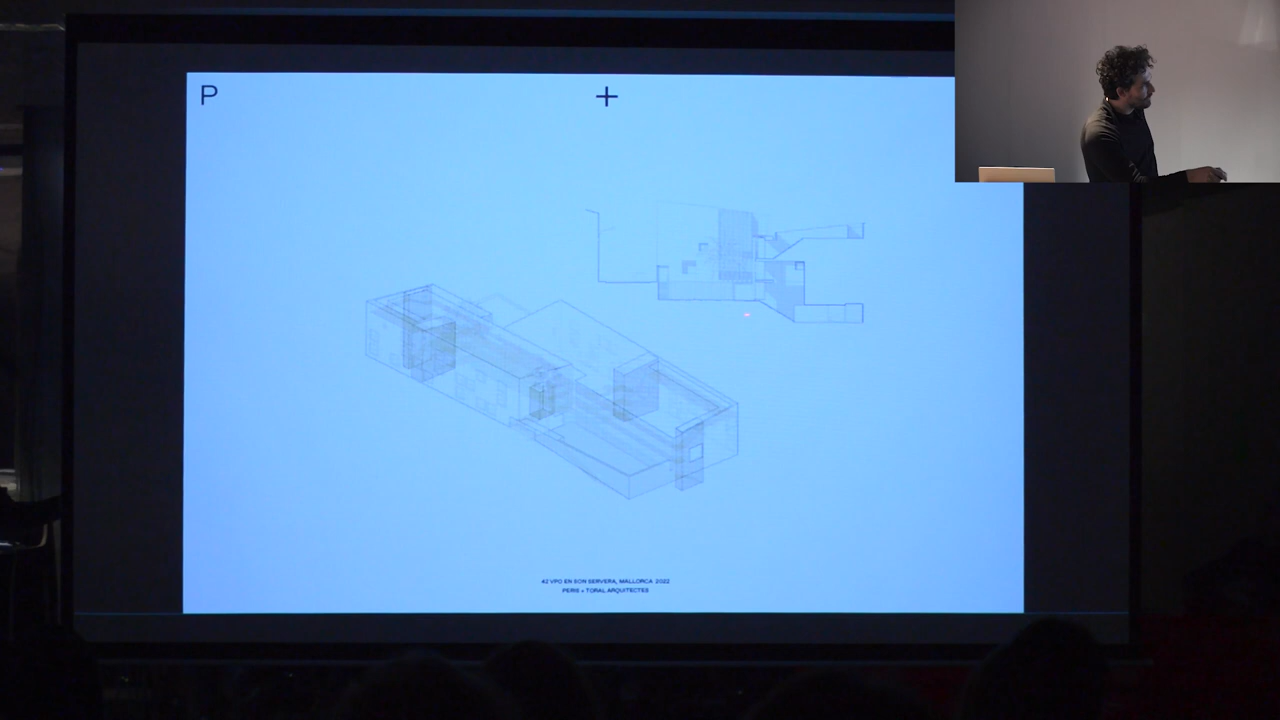 P
+
42 VPO EN SON SERVERA, MALLORCA 2022
PERIS + TORAL ARQUITECTES